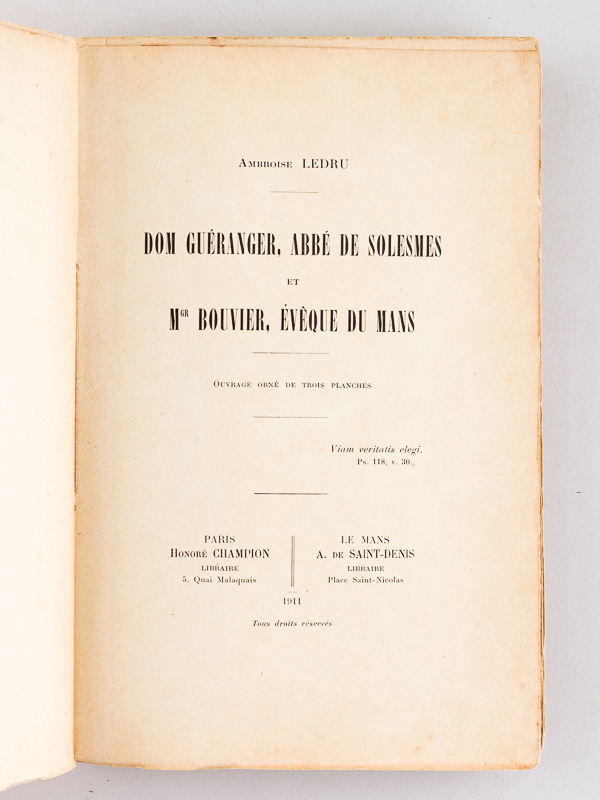 Ambroise LEDRU
DOM GUÉRANGER, ABBÉ DE SOLESMES
ET
MGR BOUVIER, ÉVÊQUE DU MANS
Ouvrage orné de trois planches
Viam veritatis elegi.
Ps. 118, v. 30.
PARIS
Honoré CHAMPION
LIBRAIRE
5, Quai Malaquais
LE MANS
A. de SAINT-DENIS
LIBRAIRE
Place Saint-Nicolas
1911
Tous droits réservés